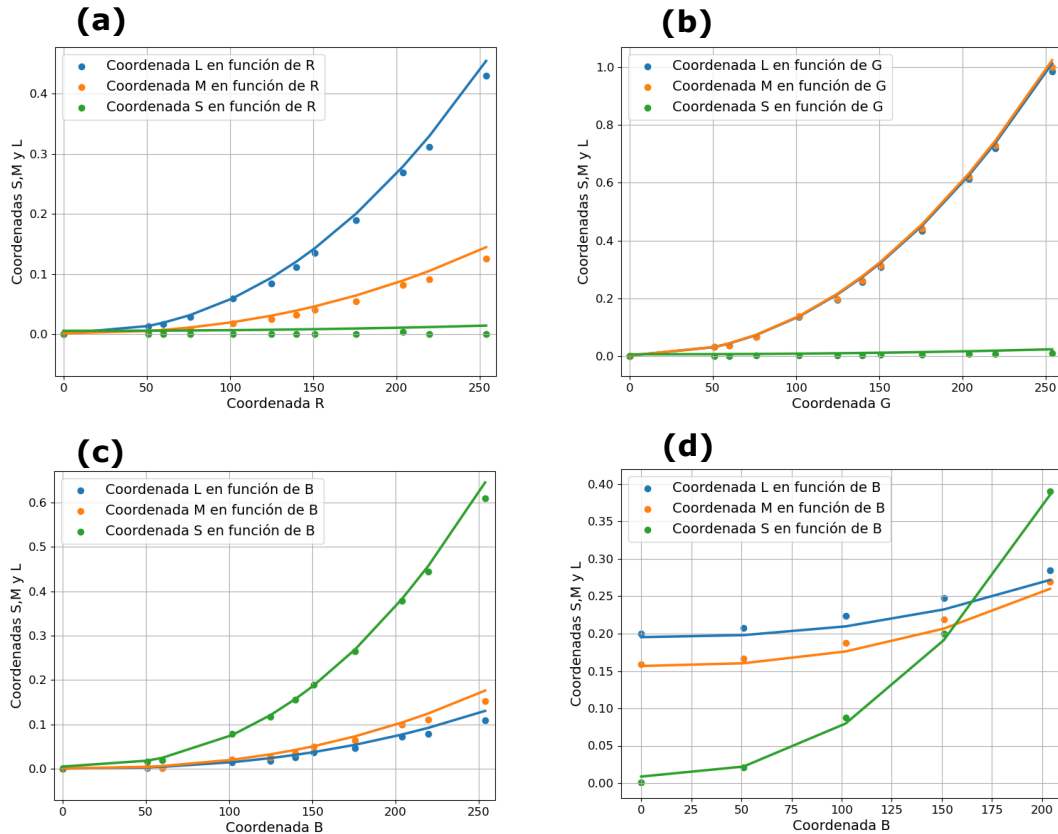 (a)
Coordenada L en función de R
Coordenada M en función de R
Coordenada S en función de R
Coordenadas S,M y L
0.4
0.3
0.2
0.1
0.0
0 50 100 150 200 250
Coordenada R
(b)
Coordenada L en función de G
Coordenada M en función de G
Coordenada S en función de G
Coordenadas S,M y L
1.0
0.8
0.6
0.4
0.2
0.0
0 50 100 150 200 250
Coordenada G
(c)
Coordenada L en función de B
Coordenada M en función de B
Coordenada S en función de B
Coordenadas S,M y L
0.6
0.5
0.4
0.3
0.2
0.1
0.0
0 50 100 150 200 250
Coordenada B
(d)
Coordenada L en función de B
Coordenada M en función de B
Coordenada S en función de B
Coordenadas S,M y L
0.40
0.35
0.30
0.25
0.20
0.15
0.10
0.05
0.00
0 25 50 75 100 125 150 175 200
Coordenada B